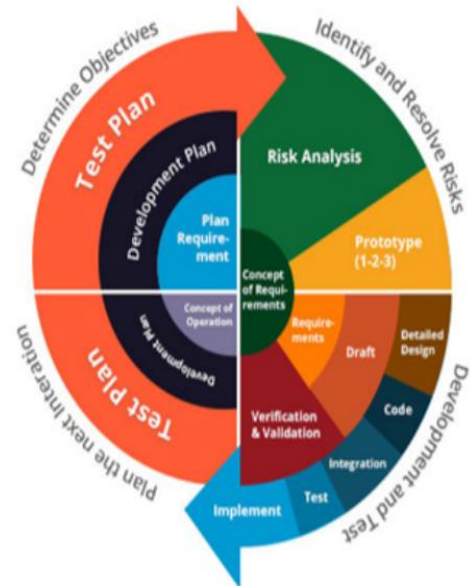 Determine Objectives
Identify and Resolve Risks
Test Plan
Development Plan
Plan
Require-
ment
Risk Analysis
Prototype
(1-2-3)
Concept
of Requi-
rements
Concept of
Operation
Development Plan
Test Plan
Plan the next Interation
Require-
ments
Draft
Detailed
Design
Code
Integration
Test
Implement
Verification
& Validation
Development and Test